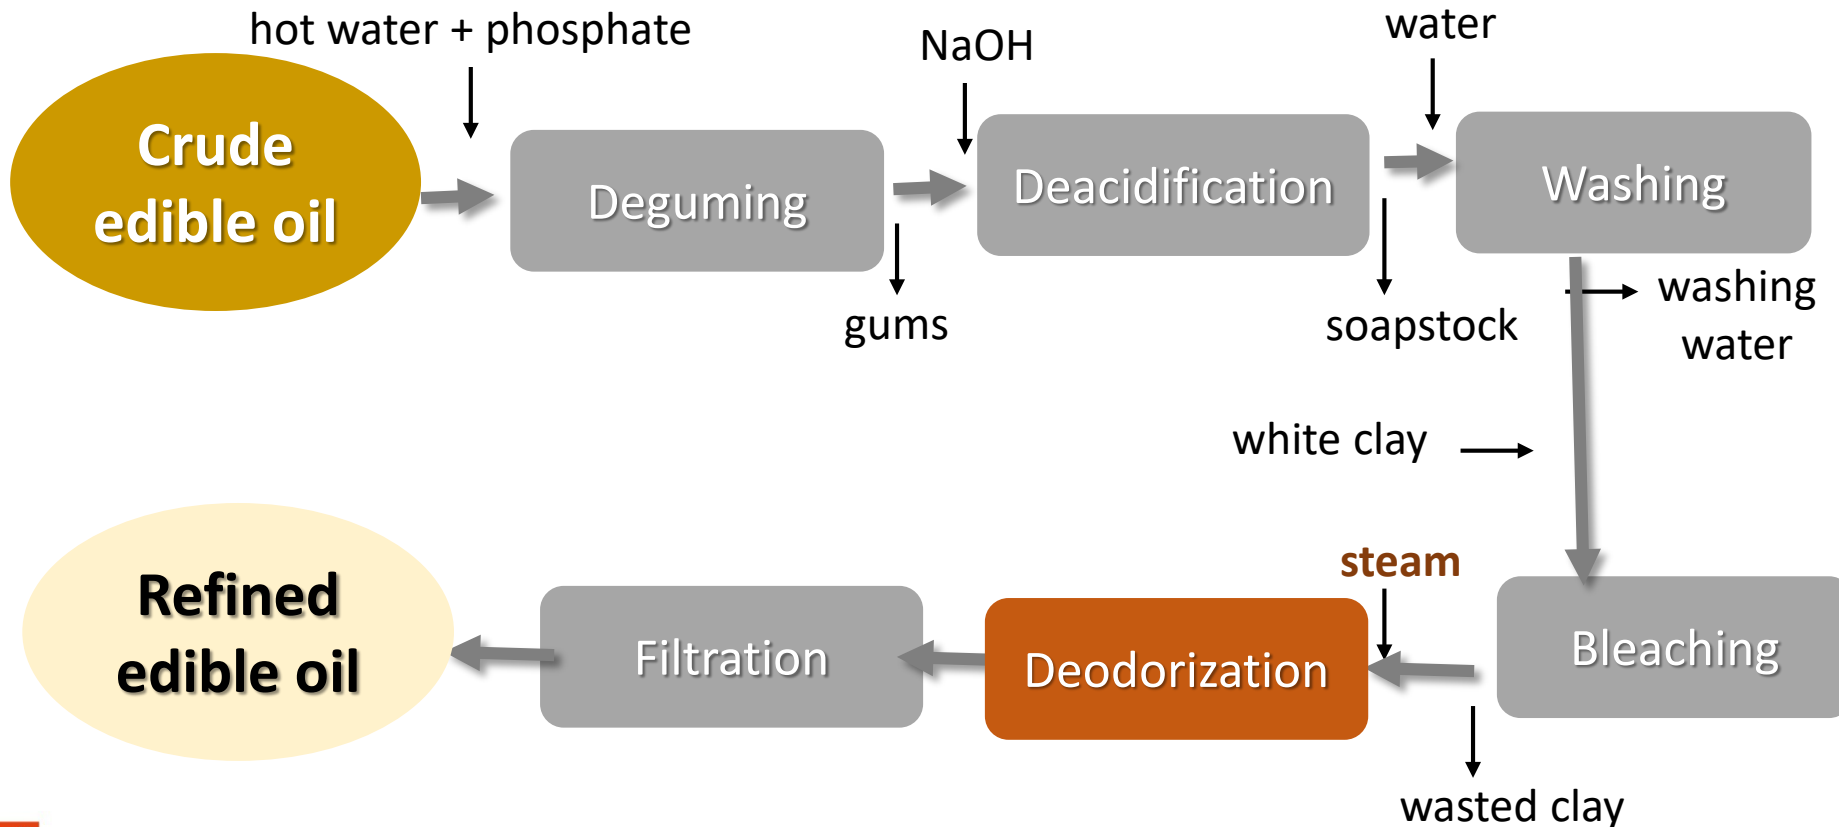 hot water + phosphate
NaOH
water
Crude
edible oil
Deguming
Deacidification
Washing
gums
soapstock
washing
water
white clay
steam
Refined
edible oil
Filtration
Deodorization
Bleaching
wasted clay